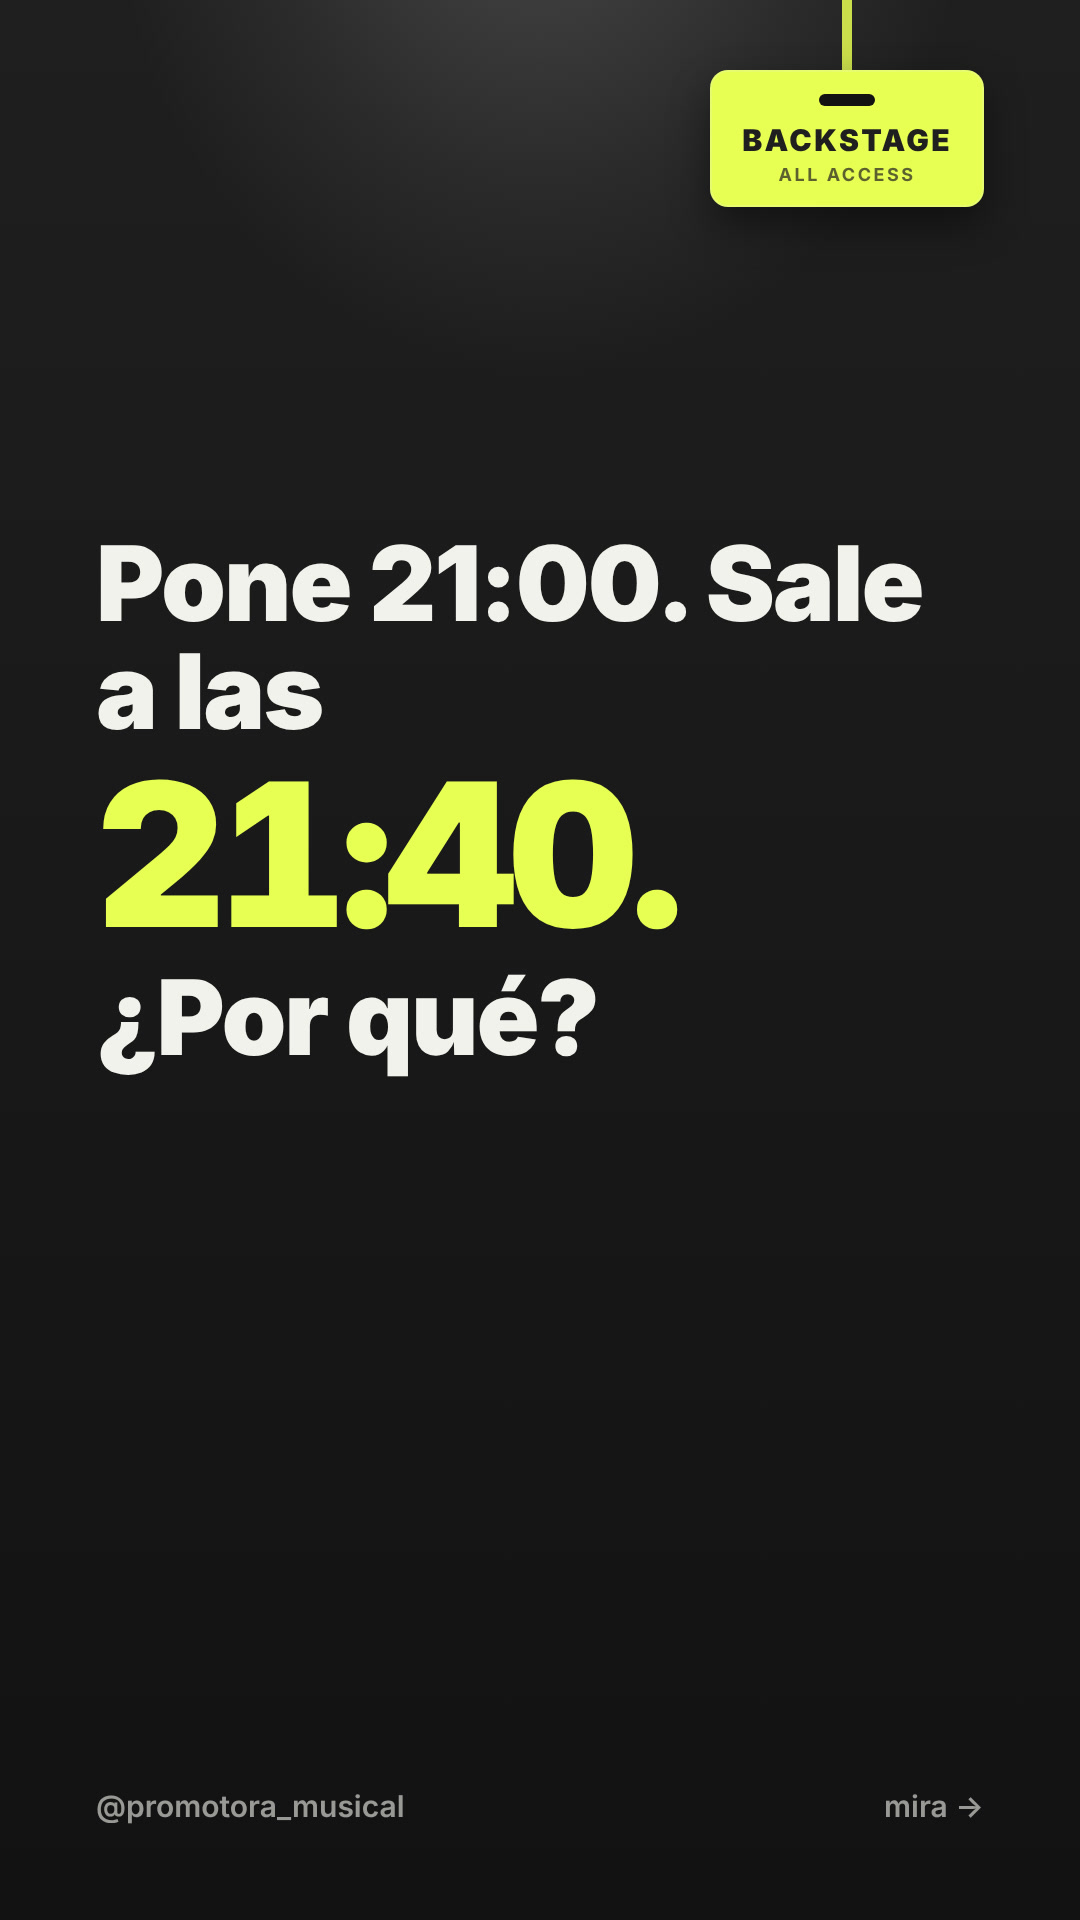 BACKSTAGE
ALL ACCESS
Pone 21:00. Sale
a las
21:40.
¿Por qué?
@promotora_musical
mira →